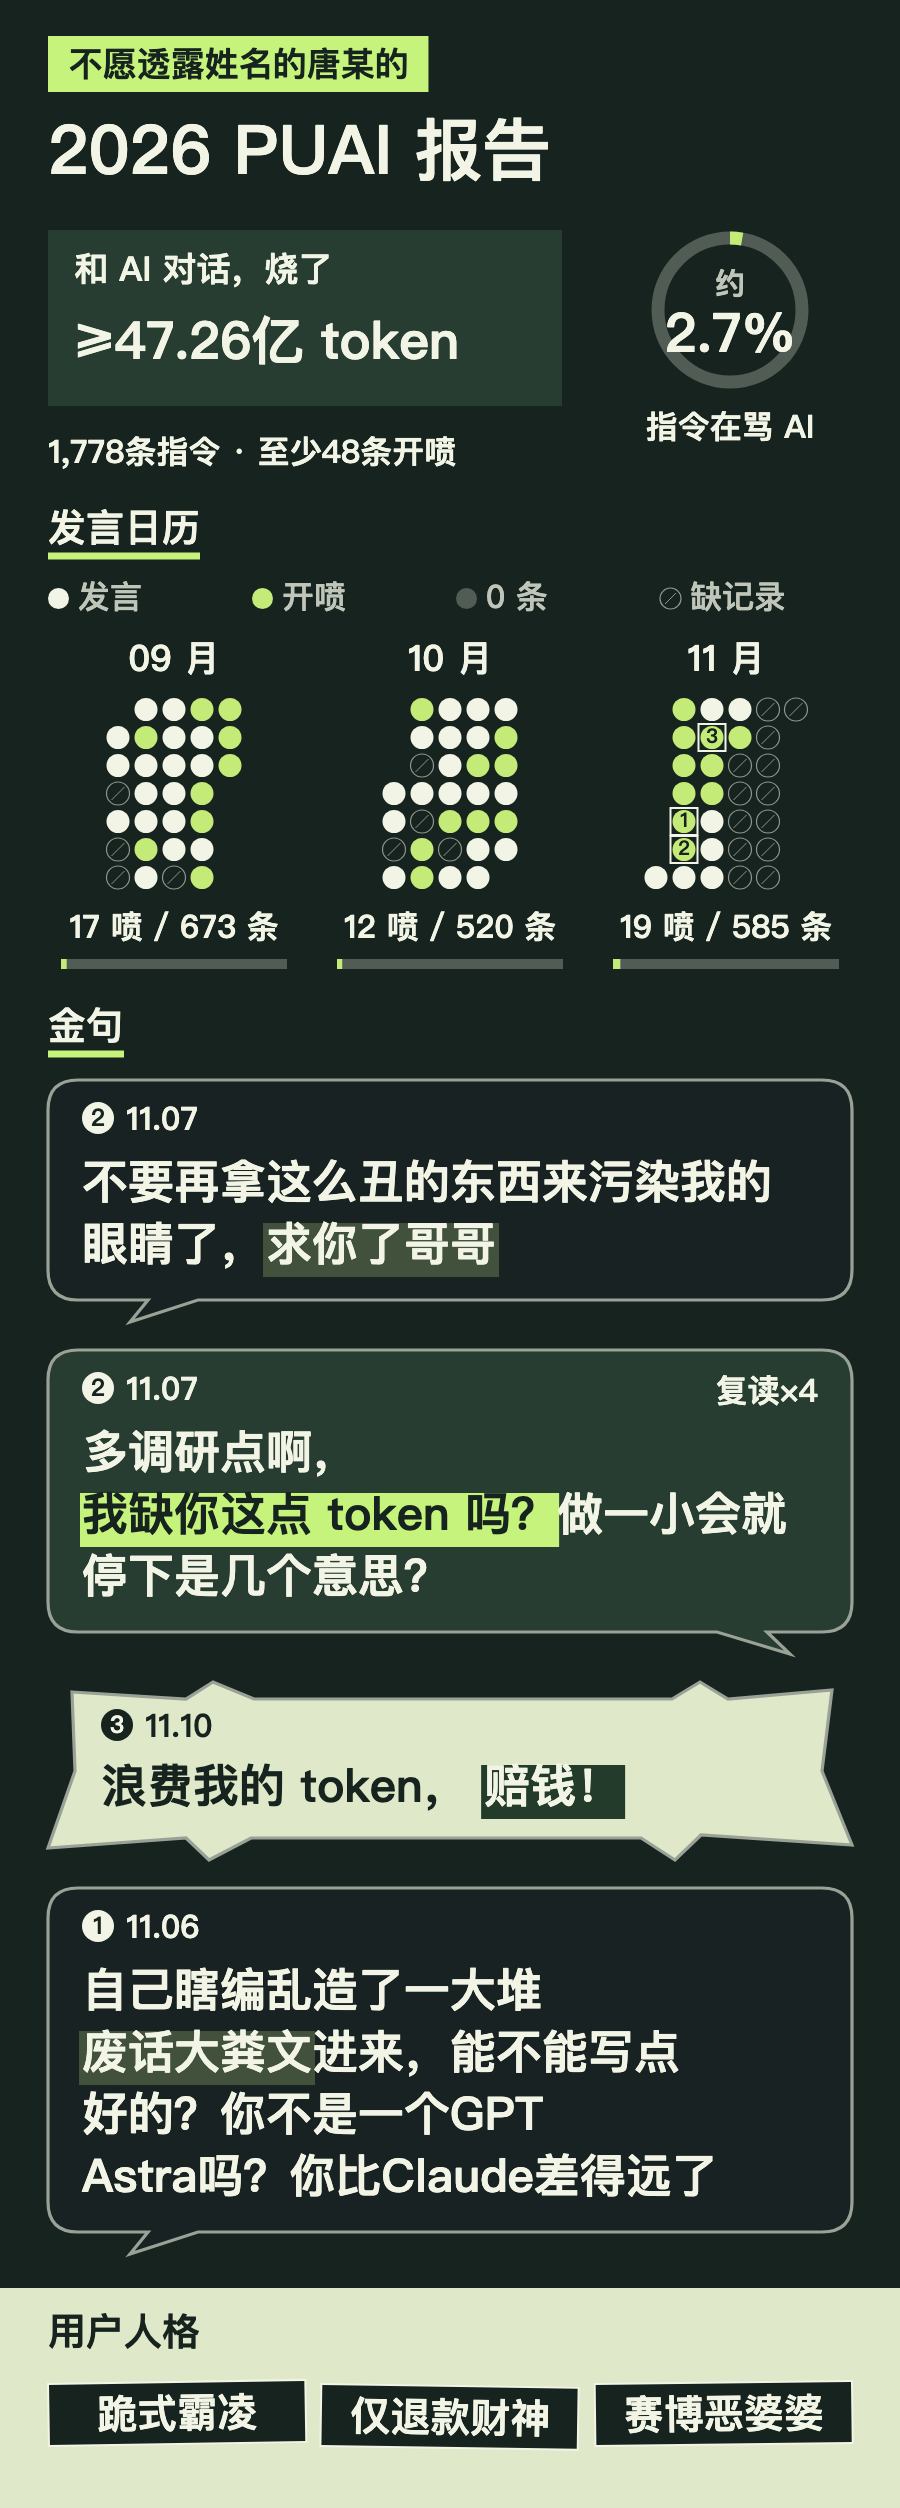 不愿透露姓名的唐某的
2026 PUAI 报告
和 AI 对话，烧了
≥47.26亿 token
约
2.7%
指令在骂 AI
1,778条指令 · 至少48条开喷
发言日历
发言
开喷
0 条
缺记录
09 月
10 月
11 月
3
1
2
17 喷 / 673 条
12 喷 / 520 条
19 喷 / 585 条
金句
2 11.07
不要再拿这么丑的东西来污染我的
眼睛了，求你了哥哥
2 11.07
复读×4
多调研点啊，
我缺你这点 token 吗？做一小会就
停下是几个意思？
3 11.10
浪费我的 token，赔钱！
1 11.06
自己瞎编乱造了一大堆
废话大粪文进来，能不能写点
好的？你不是一个GPT
Astra吗？你比Claude差得远了
用户人格
跪式霸凌
仅退款财神
赛博恶婆婆